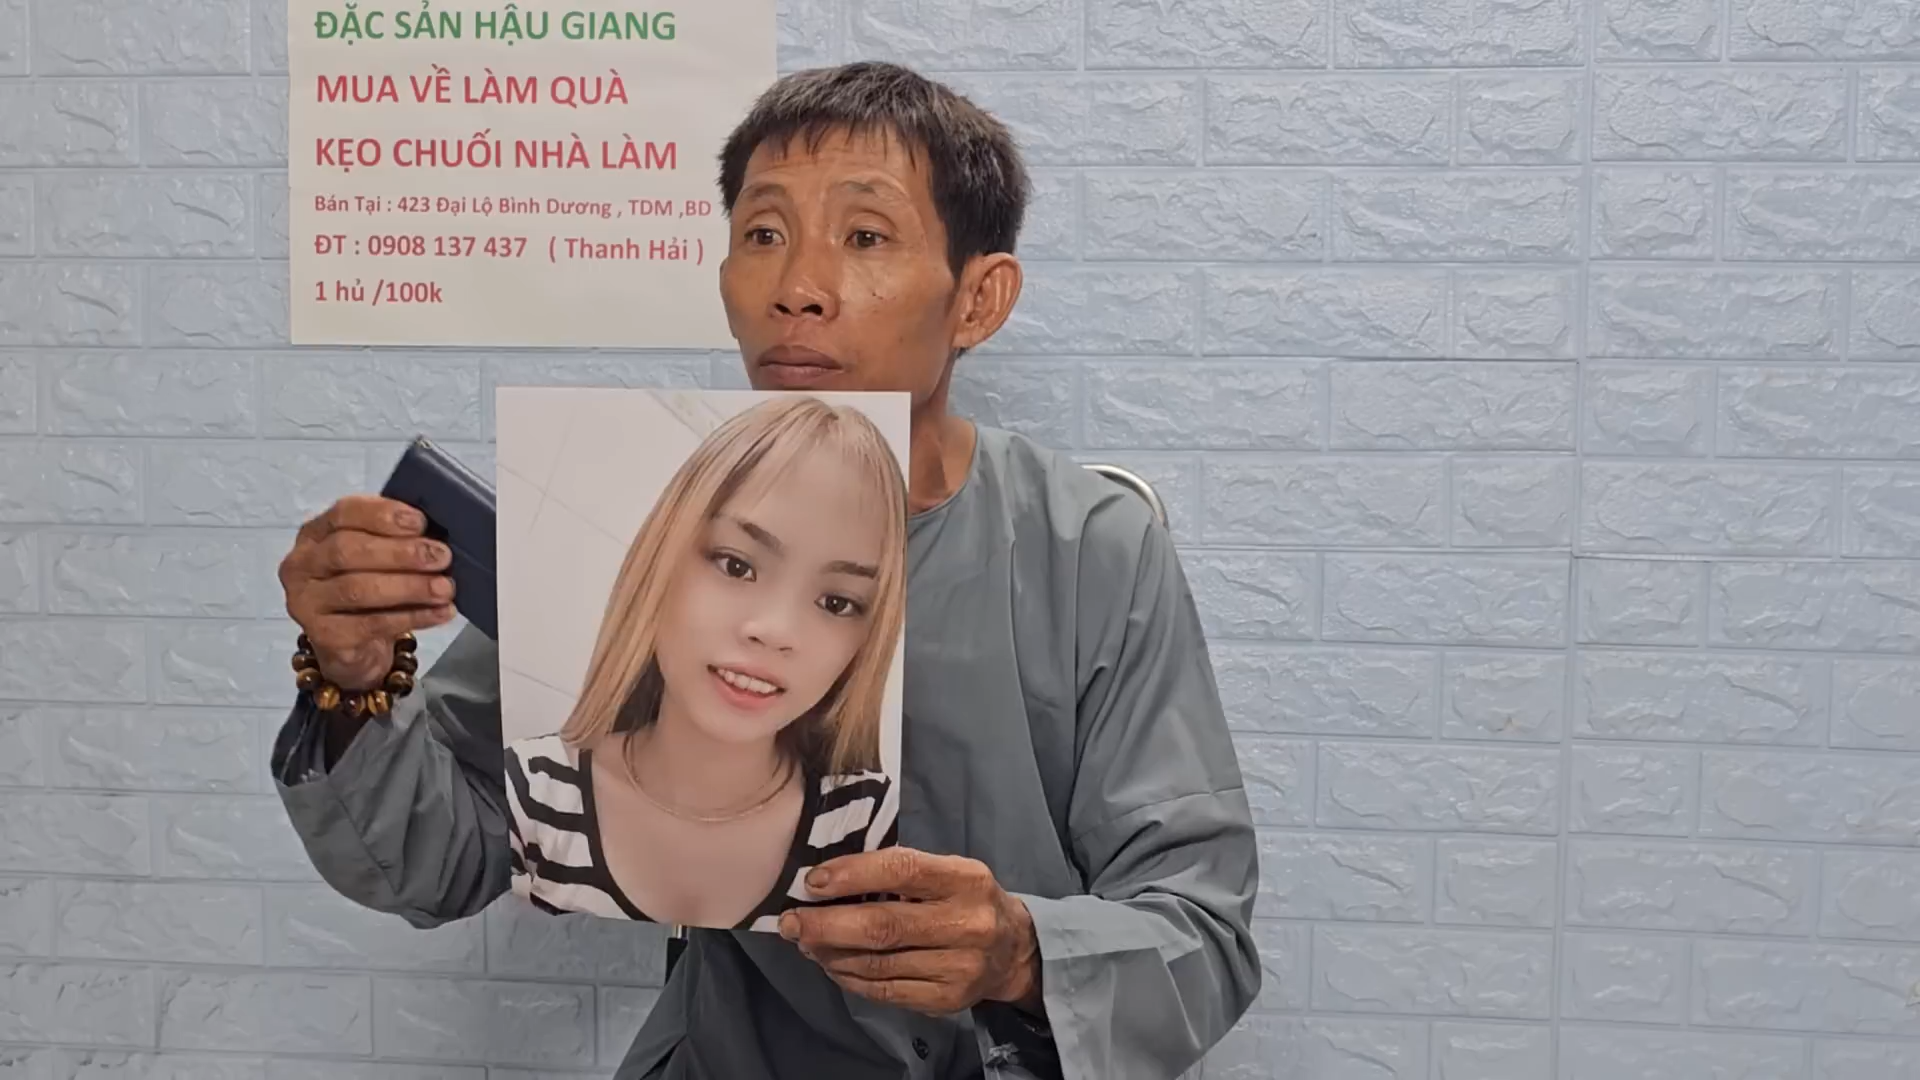 ĐẶC SẢN HẬU GIANG
MUA VỀ LÀM QUÀ
KẸO CHUỐI NHÀ LÀM
Bán Tại : 423 Đại Lộ Bình Dương , TDM ,BD
ĐT : 0908 137 437 ( Thanh Hải )
1 hủ /100k